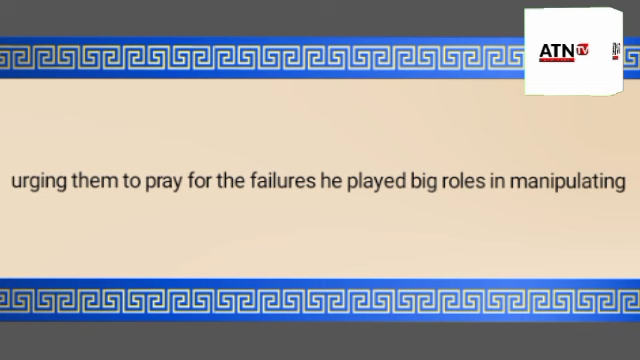 ATN TV
urging them to pray for the failures he played big roles in manipulating